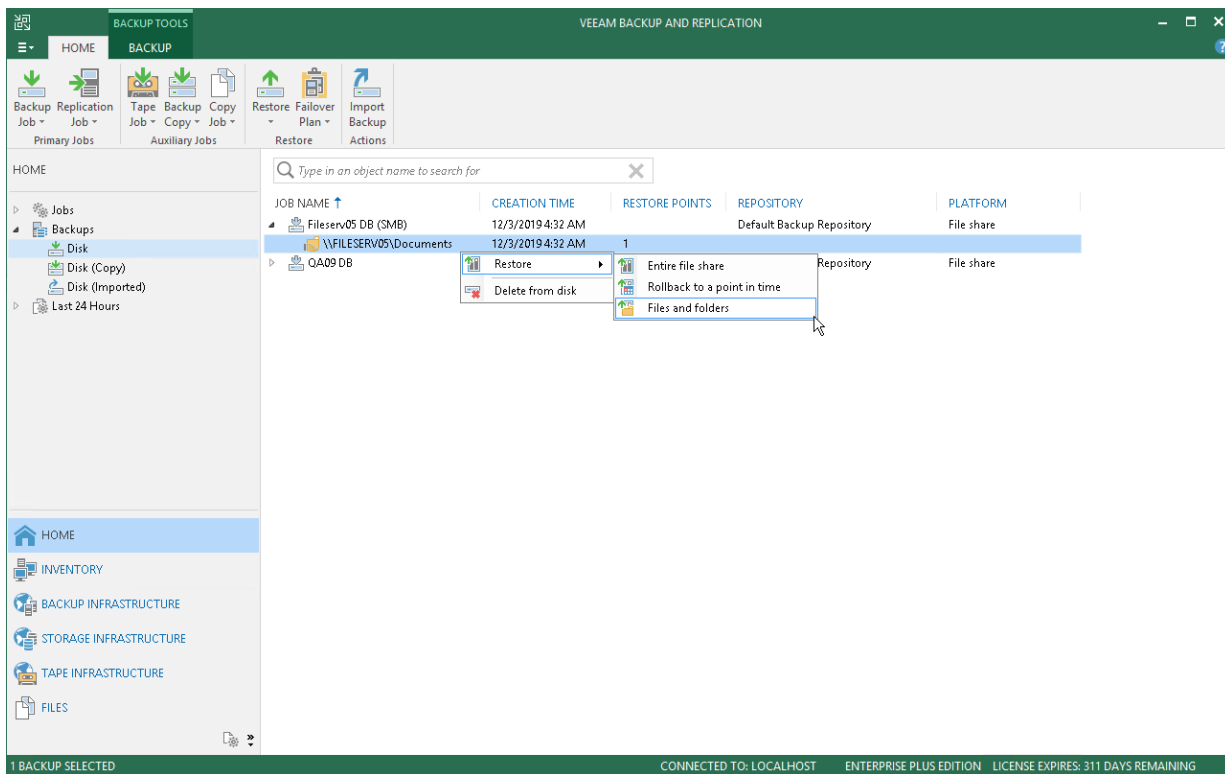 BACKUP TOOLS
VEEAM BACKUP AND REPLICATION
HOME BACKUP
Backup Job
Replication Job
Tape Job
Backup Copy
Copy Job
Restore
Failover Plan
Import Backup
Primary Jobs Auxiliary Jobs Restore Actions
HOME
Type in an object name to search for
Jobs
Backups
Disk
Disk (Copy)
Disk (Imported)
Last 24 Hours
JOB NAME CREATION TIME RESTORE POINTS REPOSITORY PLATFORM
Fileserv05 DB (SMB) 12/3/2019 4:32 AM Default Backup Repository File share
\\FILESERV05\Documents 12/3/2019 4:32 AM 1
QA09 DB Repository File share
Restore
Delete from disk
Entire file share
Rollback to a point in time
Files and folders
HOME
INVENTORY
BACKUP INFRASTRUCTURE
STORAGE INFRASTRUCTURE
TAPE INFRASTRUCTURE
FILES
1 BACKUP SELECTED CONNECTED TO: LOCALHOST ENTERPRISE PLUS EDITION LICENSE EXPIRES: 311 DAYS REMAINING